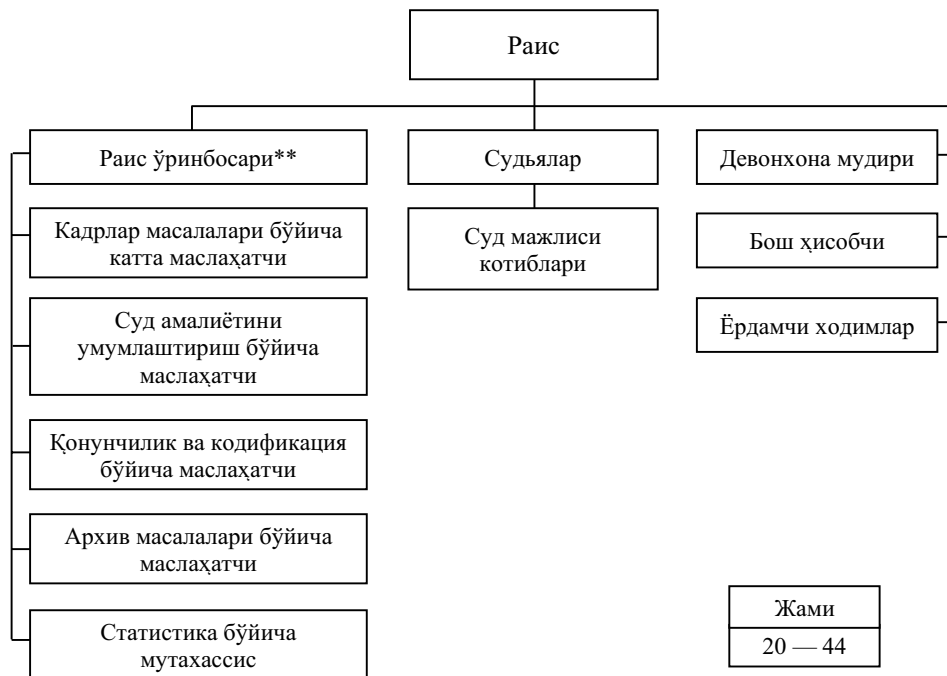 Раис
Раис ўринбосари**
Кадрлар масалалари бўйича
катта маслаҳатчи
Суд амалиётини
умумлаштириш бўйича
маслаҳатчи
Қонунчилик ва кодификация
бўйича маслаҳатчи
Архив масалалари бўйича
маслаҳатчи
Статистика бўйича
мутахассис
Судьялар
Суд мажлиси
котиблари
Девонхона мудири
Бош ҳисобчи
Ёрдамчи ходимлар
Жами
20 — 44